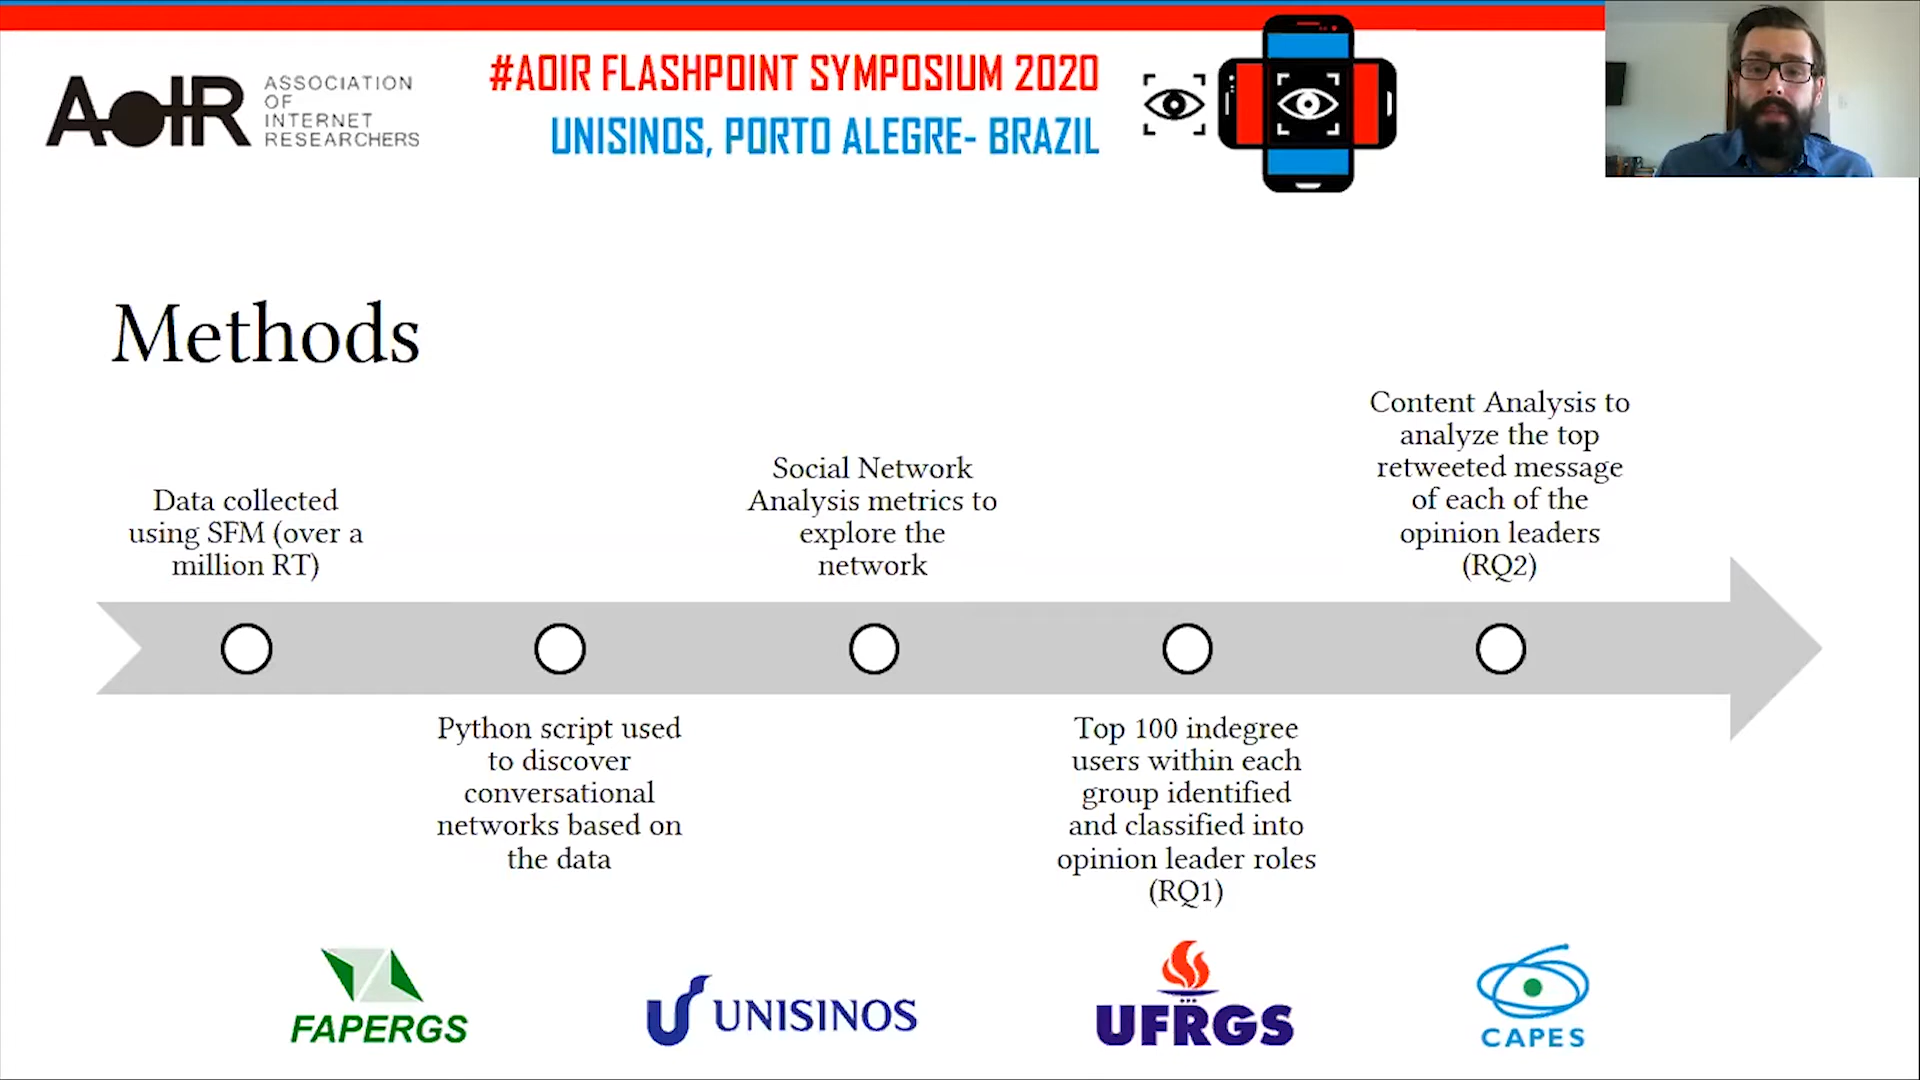 AoIR
ASSOCIATION
OF
INTERNET
RESEARCHERS
#AOIR FLASHPOINT SYMPOSIUM 2020
UNISINOS, PORTO ALEGRE- BRAZIL
Methods
Data collected
using SFM (over a
million RT)
Python script used
to discover
conversational
networks based on
the data
Social Network
Analysis metrics to
explore the
network
Top 100 indegree
users within each
group identified
and classified into
opinion leader roles
(RQ1)
Content Analysis to
analyze the top
retweeted message
of each of the
opinion leaders
(RQ2)
FAPERGS
UNISINOS
UFRGS
CAPES